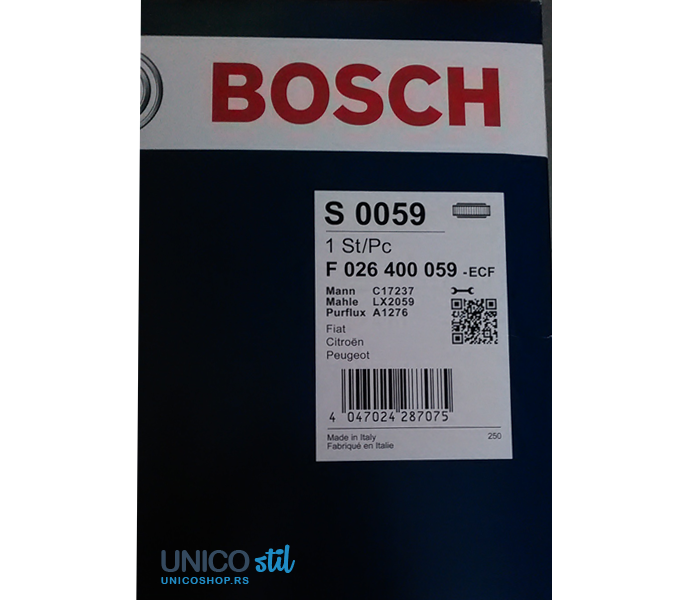 BOSCH
S 0059
1 St/Pc
F 026 400 059 -ECF
Mann C17237
Mahle LX2059
Purflux A1276
Fiat
Citroën
Peugeot
4 047024 287075
Made in Italy 250
Fabriqué en Italie
UNICO stil
UNICOSHOP.RS